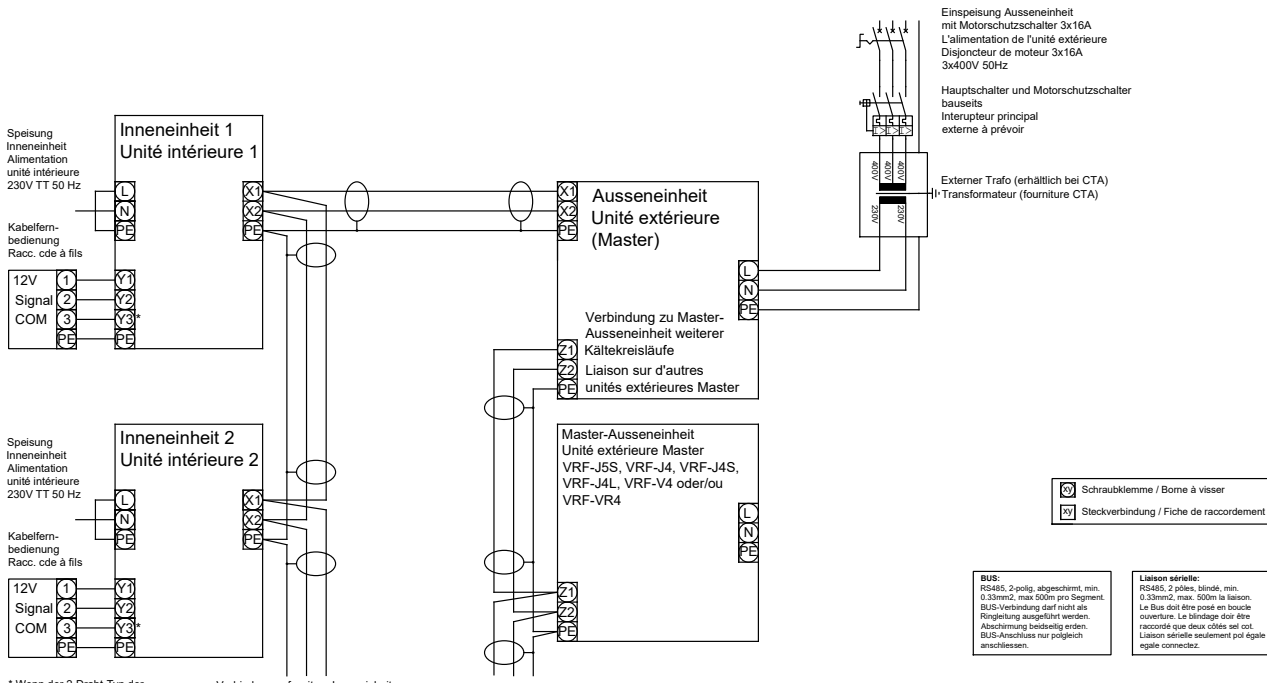 Einspeisung Ausseneinheit
mit Motorschutzschalter 3x16A
L'alimentation de l'unité extérieure
Disjoncteur de moteur 3x16A
3x400V 50Hz
Hauptschalter und Motorschutzschalter
bauseits
Interupteur principal
externe à prévoir
I> I> I>
400V
400V
400V
230V
230V
Externer Trafo (erhältlich bei CTA)
Transformateur (fourniture CTA)
Speisung
Inneneinheit
Alimentation
unité intérieure
230V TT 50 Hz
Inneneinheit 1
Unité intérieure 1
L
N
PE
X1
X2
PE
Kabelfern-
bedienung
Racc. cde à fils
12V 1 Y1
Signal 2 Y2
COM 3 Y3*
PE PE
X1
X2
PE
Ausseneinheit
Unité extérieure
(Master)
L
N
PE
Verbindung zu Master-
Ausseneinheit weiterer
Kältekreisläufe
Liaison sur d'autres
unités extérieures Master
Z1
Z2
PE
Speisung
Inneneinheit
Alimentation
unité intérieure
230V TT 50 Hz
Inneneinheit 2
Unité intérieure 2
L
N
PE
X1
X2
PE
Kabelfern-
bedienung
Racc. cde à fils
12V 1 Y1
Signal 2 Y2
COM 3 Y3*
PE PE
Master-Ausseneinheit
Unité extérieure Master
VRF-J5S, VRF-J4, VRF-J4S,
VRF-J4L, VRF-V4 oder/ou
VRF-VR4
L
N
PE
Z1
Z2
PE
xy Schraubklemme / Borne à visser
xy Steckverbindung / Fiche de raccordement
BUS:
RS485, 2-polig, abgeschirmt, min.
0.33mm2, max 500m pro Segment.
BUS-Verbindung darf nicht als
Ringleitung ausgeführt werden.
Abschirmung beidseitig erden.
BUS-Anschluss nur polgleich
anschliessen.
Liaison sérielle:
RS485, 2 pôles, blindé, min.
0.33mm2, max. 500m la liaison.
Le Bus doit être posé en boucle
ouverture. Le blindage doir être
raccordé que deux côtés sel cot.
Liaison sérielle seulement pol égale
egale connectez.